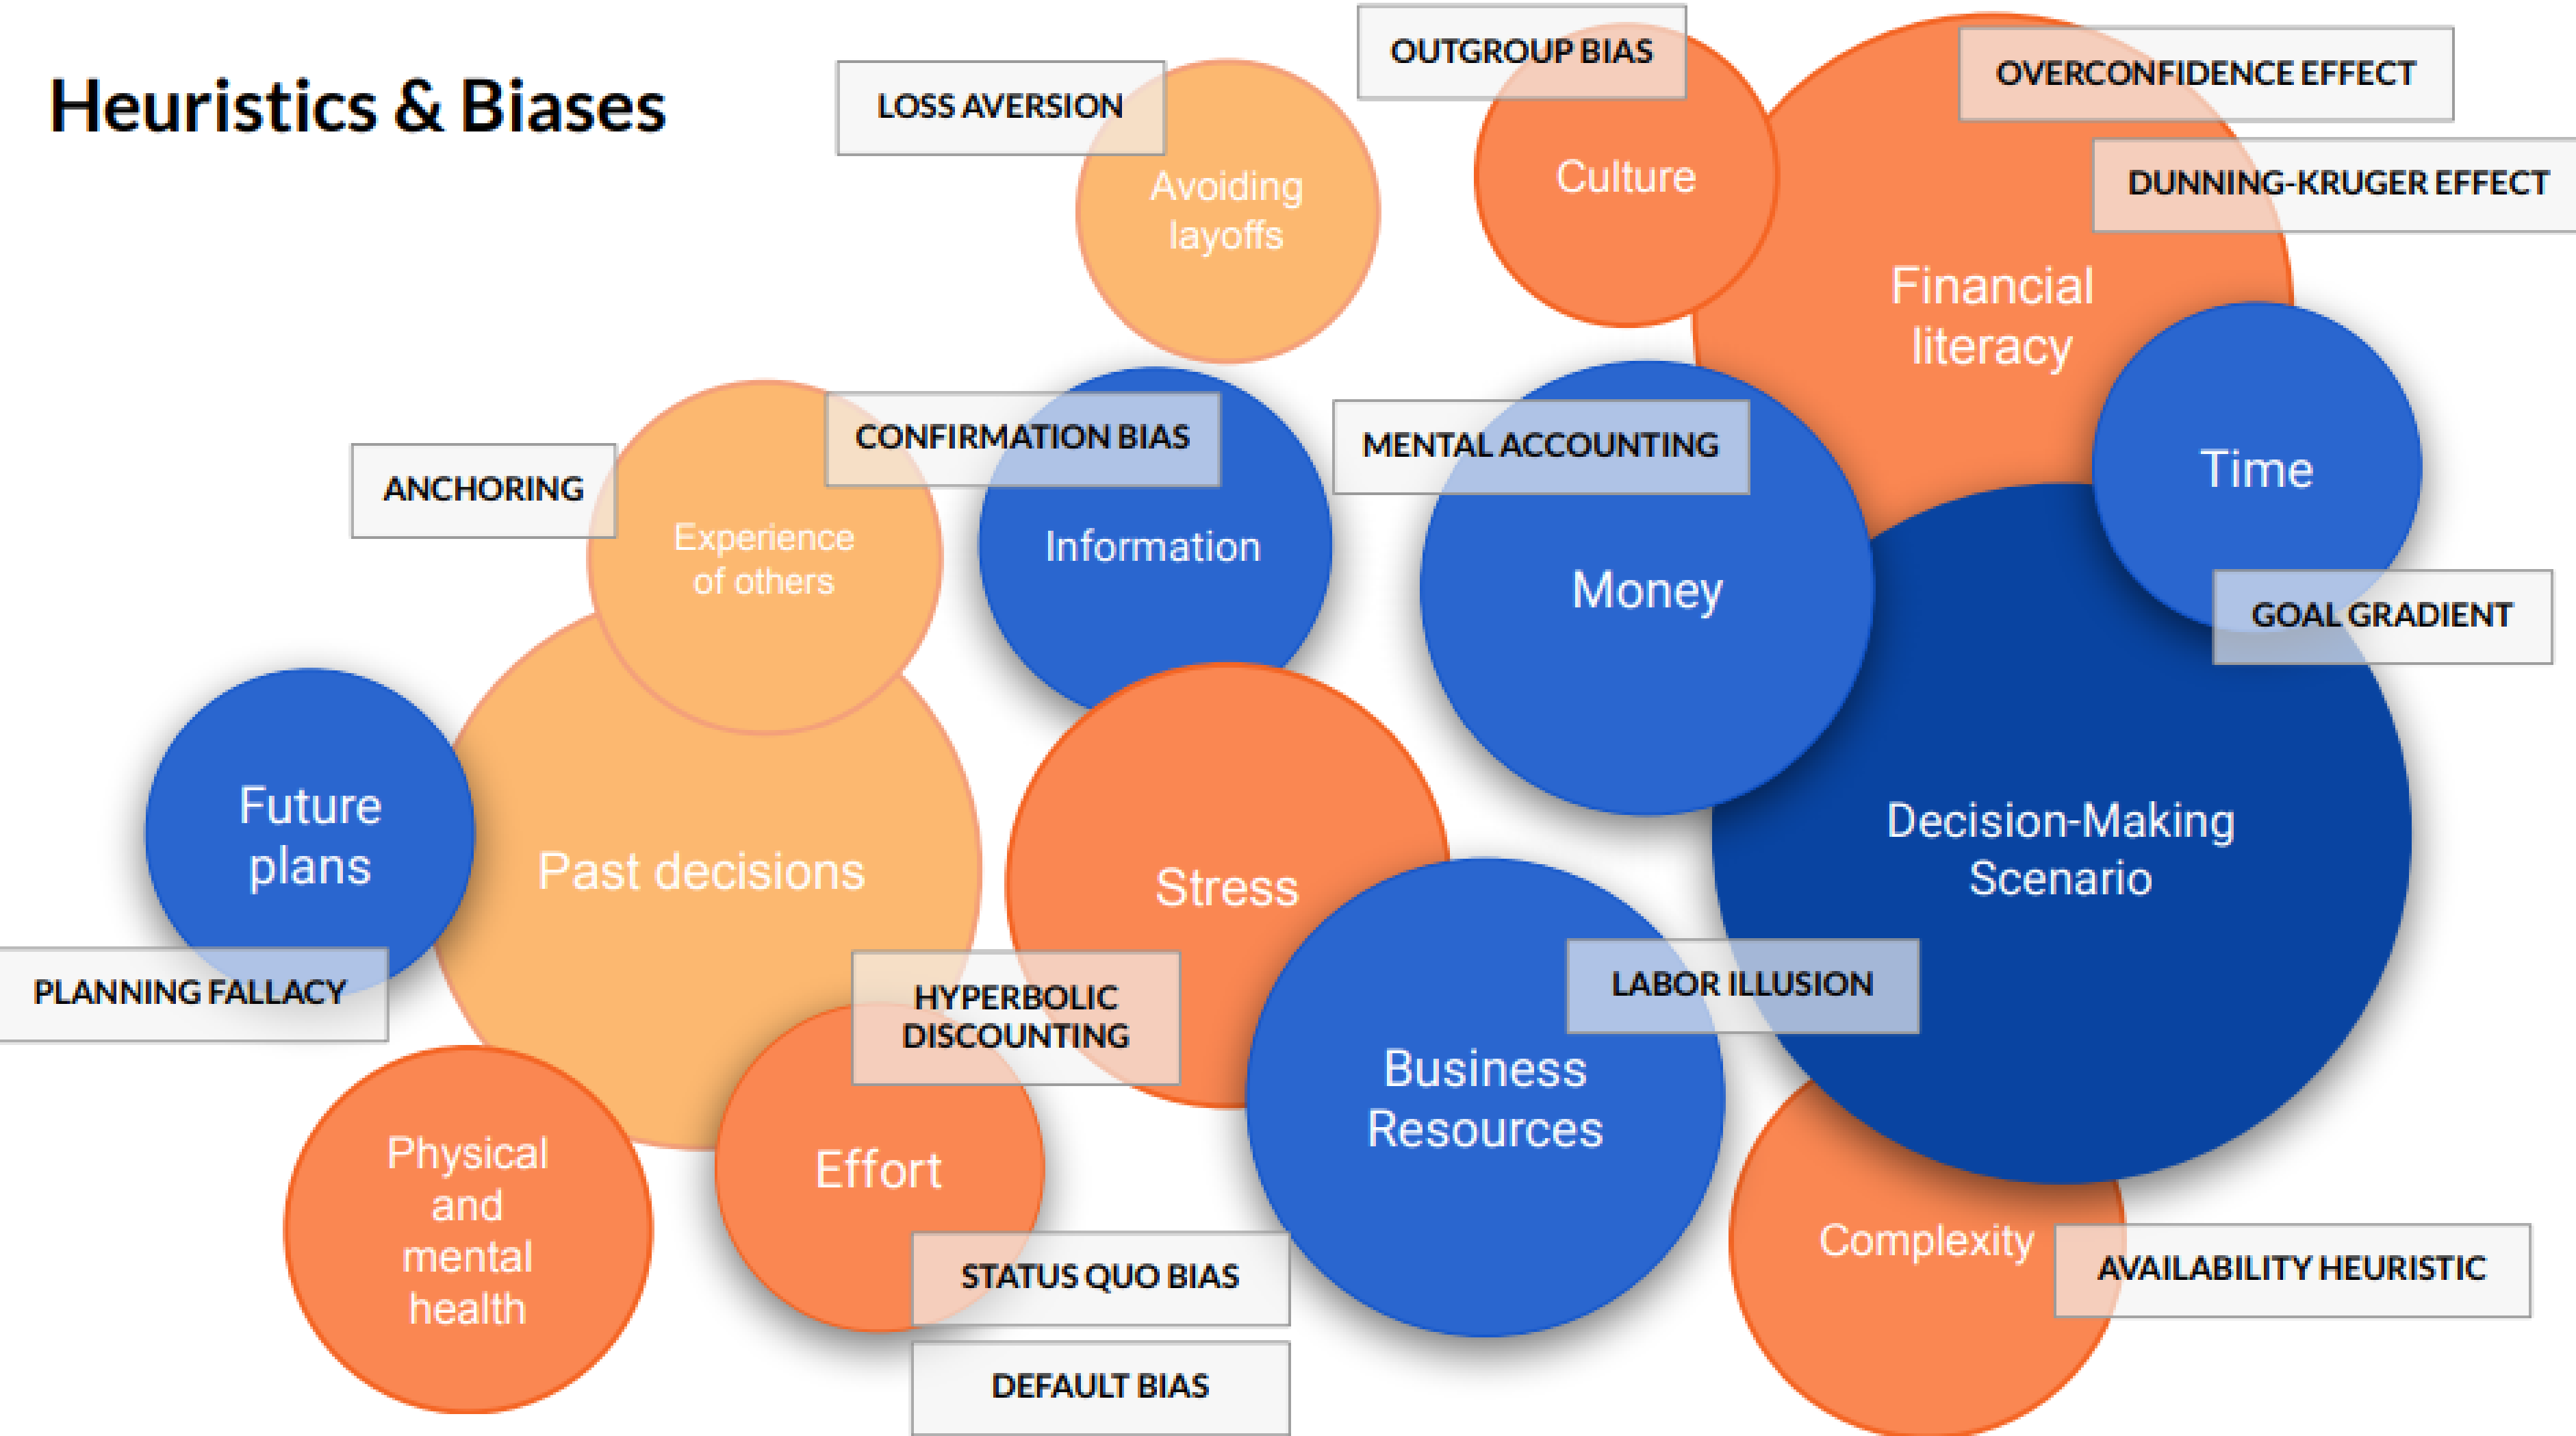 Heuristics & Biases
LOSS AVERSION
Avoiding
layoffs
OUTGROUP BIAS
Culture
OVERCONFIDENCE EFFECT
DUNNING-KRUGER EFFECT
Financial
literacy
Time
GOAL GRADIENT
ANCHORING
Experience
of others
CONFIRMATION BIAS
Information
MENTAL ACCOUNTING
Money
Decision-Making
Scenario
Future
plans
PLANNING FALLACY
Past decisions
Stress
HYPERBOLIC
DISCOUNTING
LABOR ILLUSION
Business
Resources
Physical
and
mental
health
Effort
STATUS QUO BIAS
DEFAULT BIAS
Complexity
AVAILABILITY HEURISTIC